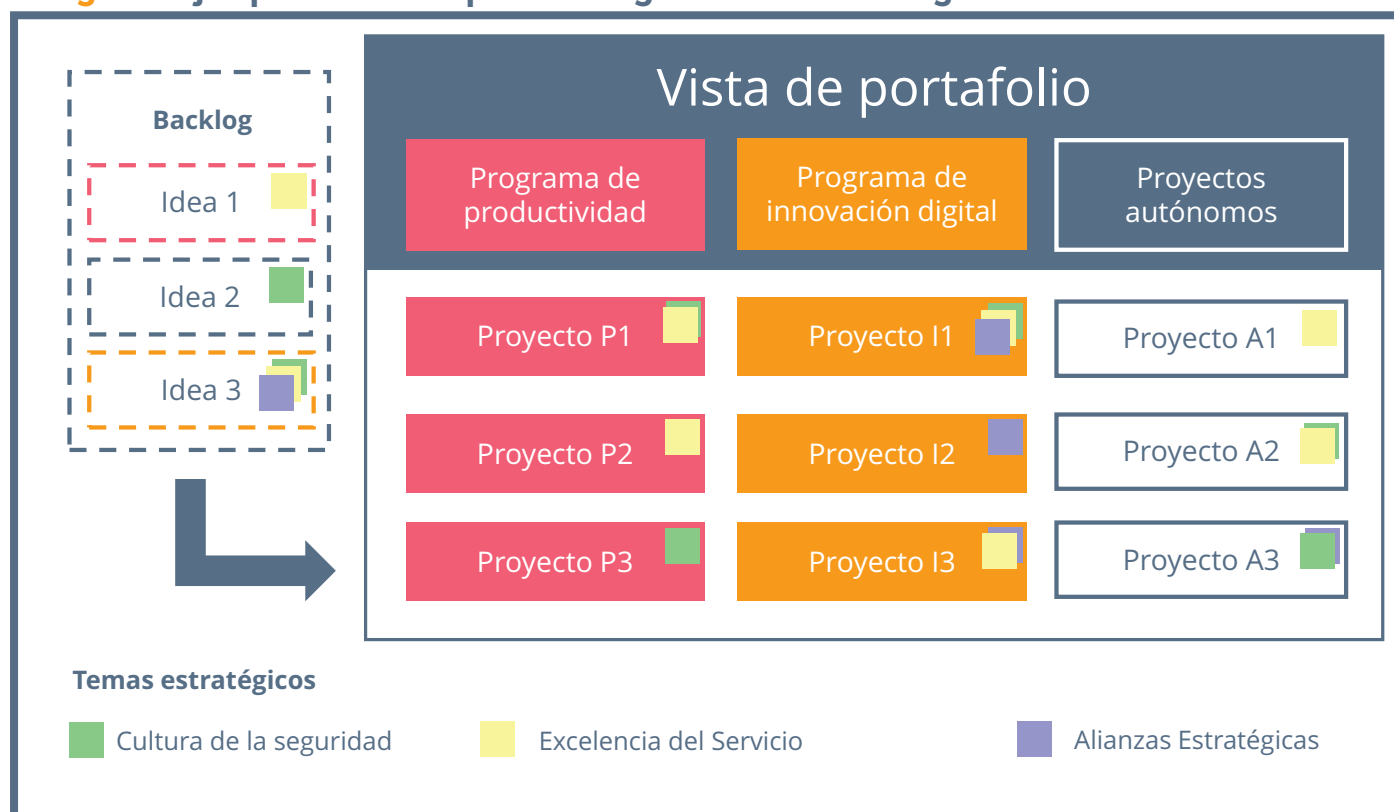 Vista de portafolio
Backlog
Idea 1
Idea 2
Idea 3
Programa de
productividad
Programa de
innovación digital
Proyectos
autónomos
Proyecto P1
Proyecto I1
Proyecto A1
Proyecto P2
Proyecto I2
Proyecto A2
Proyecto P3
Proyecto I3
Proyecto A3
Temas estratégicos
Cultura de la seguridad
Excelencia del Servicio
Alianzas Estratégicas